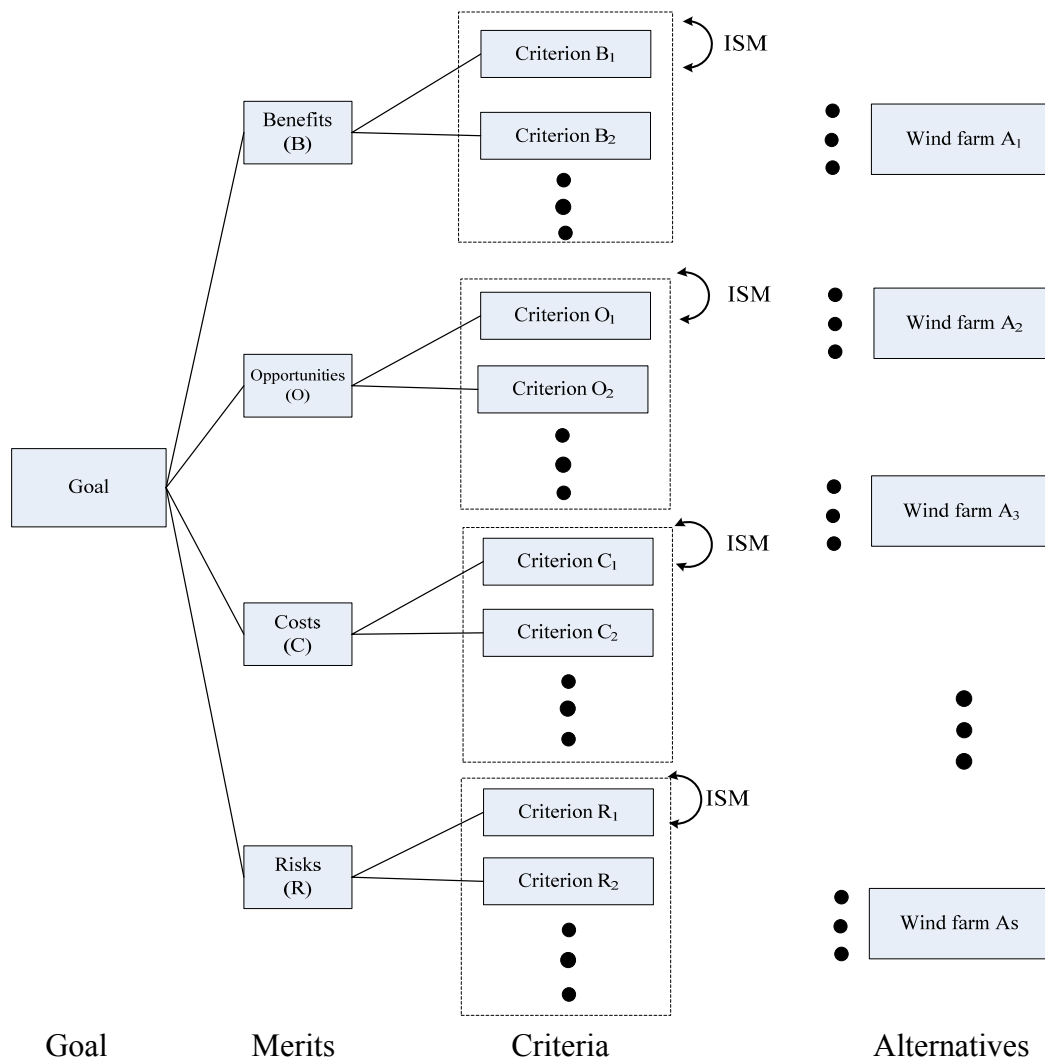 Goal
Benefits
(B)
Opportunities
(O)
Costs
(C)
Risks
(R)
Criterion B₁
Criterion B₂
ISM
Criterion O₁
Criterion O₂
ISM
Criterion C₁
Criterion C₂
ISM
Criterion R₁
Criterion R₂
ISM
Wind farm A₁
Wind farm A₂
Wind farm A₃
Wind farm As
Goal
Merits
Criteria
Alternatives